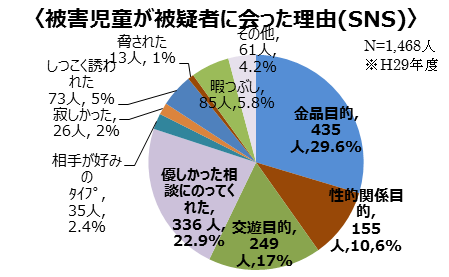 〈被害児童が被疑者に会った理由(SNS)〉
N=1,468人
※H29年度
金品目的,
435
人,29.6%
性的関係目
的,
155
人,10,6%
交遊目的,
249
人,17%
優しかった相
談にのってく
れた,
336 人,
22.9%
相手が好み
の
ﾀｲﾌﾟ,
35人,
2.4%
寂しかった,
26人, 2%
しつこく誘わ
れた
73人, 5%
脅された
13人, 1%
暇つぶし,
85人,5.8%
その他,
61人,
4.2%